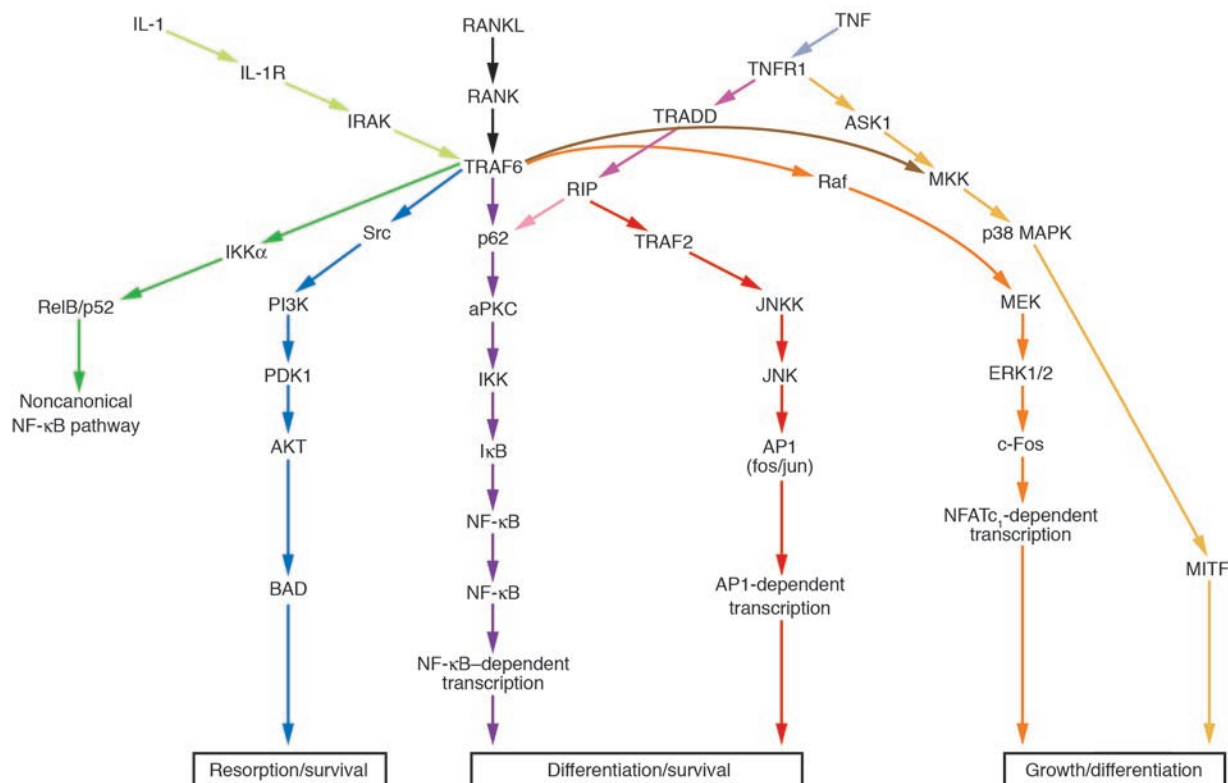 IL-1
RANKL
TNF
IL-1R
TNFR1
RANK
IRAK
TRADD
ASK1
TRAF6
RIP
Raf
MKK
Src
p62
TRAF2
p38 MAPK
IKKα
RelB/p52
PI3K
aPKC
JNKK
MEK
PDK1
IKK
JNK
ERK1/2
Noncanonical
NF-κB pathway
AKT
IκB
AP1
(fos/jun)
c-Fos
NF-κB
NFATc₁-dependent
transcription
MITF
BAD
NF-κB
AP1-dependent
transcription
NF-κB–dependent
transcription
Resorption/survival
Differentiation/survival
Growth/differentiation